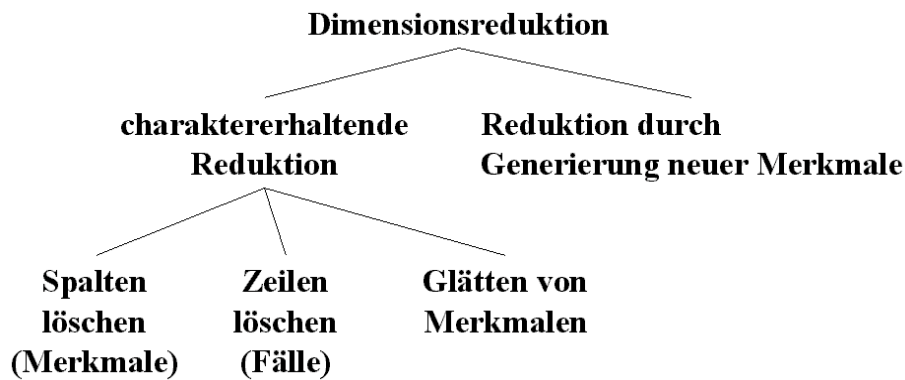 Dimensionsreduktion
charaktererhaltende
Reduktion
Reduktion durch
Generierung neuer Merkmale
Spalten
löschen
(Merkmale)
Zeilen
löschen
(Fälle)
Glätten von
Merkmalen